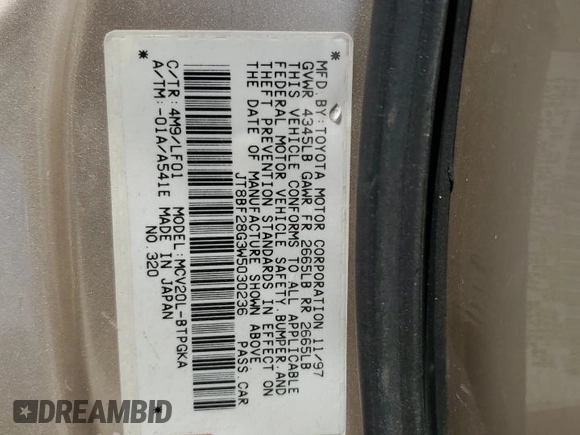 MFD.BY:TOYOTA MOTOR CORPORATION 11/97
GVWR 4345LB GAWR FR 2665LB RR 2665LB
THIS VEHICLE CONFORMS TO ALL APPLICABLE
FEDERAL MOTOR VEHICLE SAFETY,BUMPER,AND
THEFT PREVENTION STANDARDS IN EFFECT ON
THE DATE OF MANUFACTURE SHOWN ABOVE
JT8BF28G3W5030236 PASS CAR
* *
C/TR: 4M9/LF01 MODEL:MCV20L-BTPGKA
A/TM:-01A/A541E MADE IN JAPAN
NO.320
DREAMBID